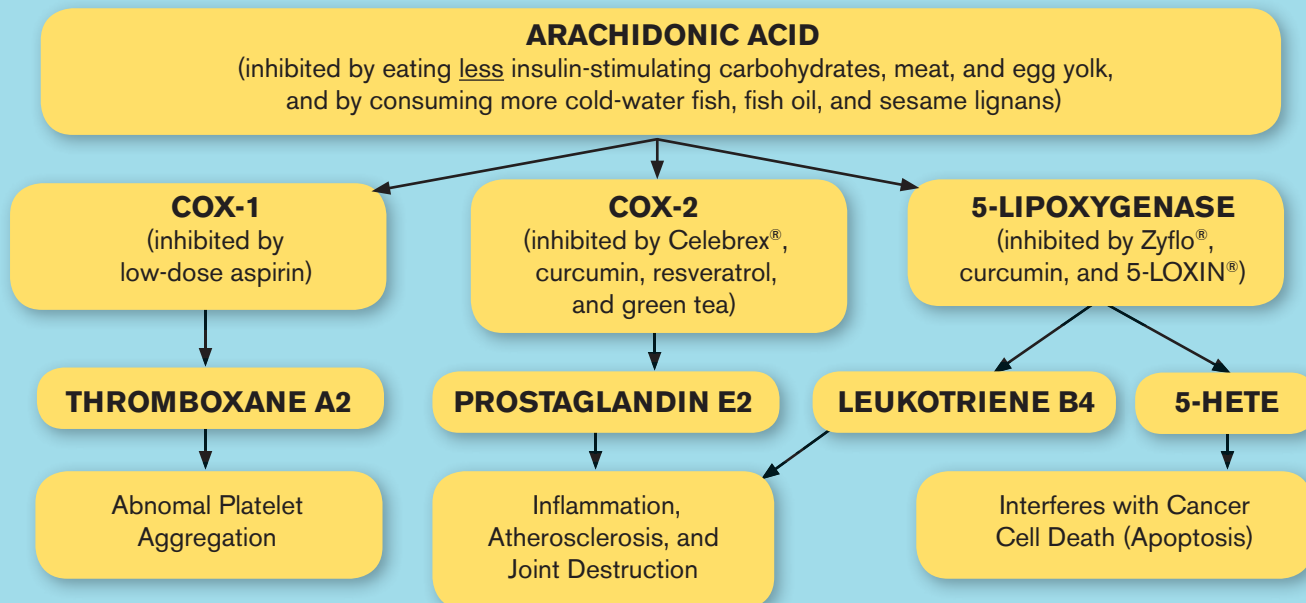 ARACHIDONIC ACID
(inhibited by eating less insulin-stimulating carbohydrates, meat, and egg yolk,
and by consuming more cold-water fish, fish oil, and sesame lignans)
COX-1
(inhibited by
low-dose aspirin)
COX-2
(inhibited by Celebrex®,
curcumin, resveratrol,
and green tea)
5-LIPOXYGENASE
(inhibited by Zyflo®,
curcumin, and 5-LOXIN®)
THROMBOXANE A2
PROSTAGLANDIN E2
LEUKOTRIENE B4
5-HETE
Abnomal Platelet
Aggregation
Inflammation,
Atherosclerosis, and
Joint Destruction
Interferes with Cancer
Cell Death (Apoptosis)